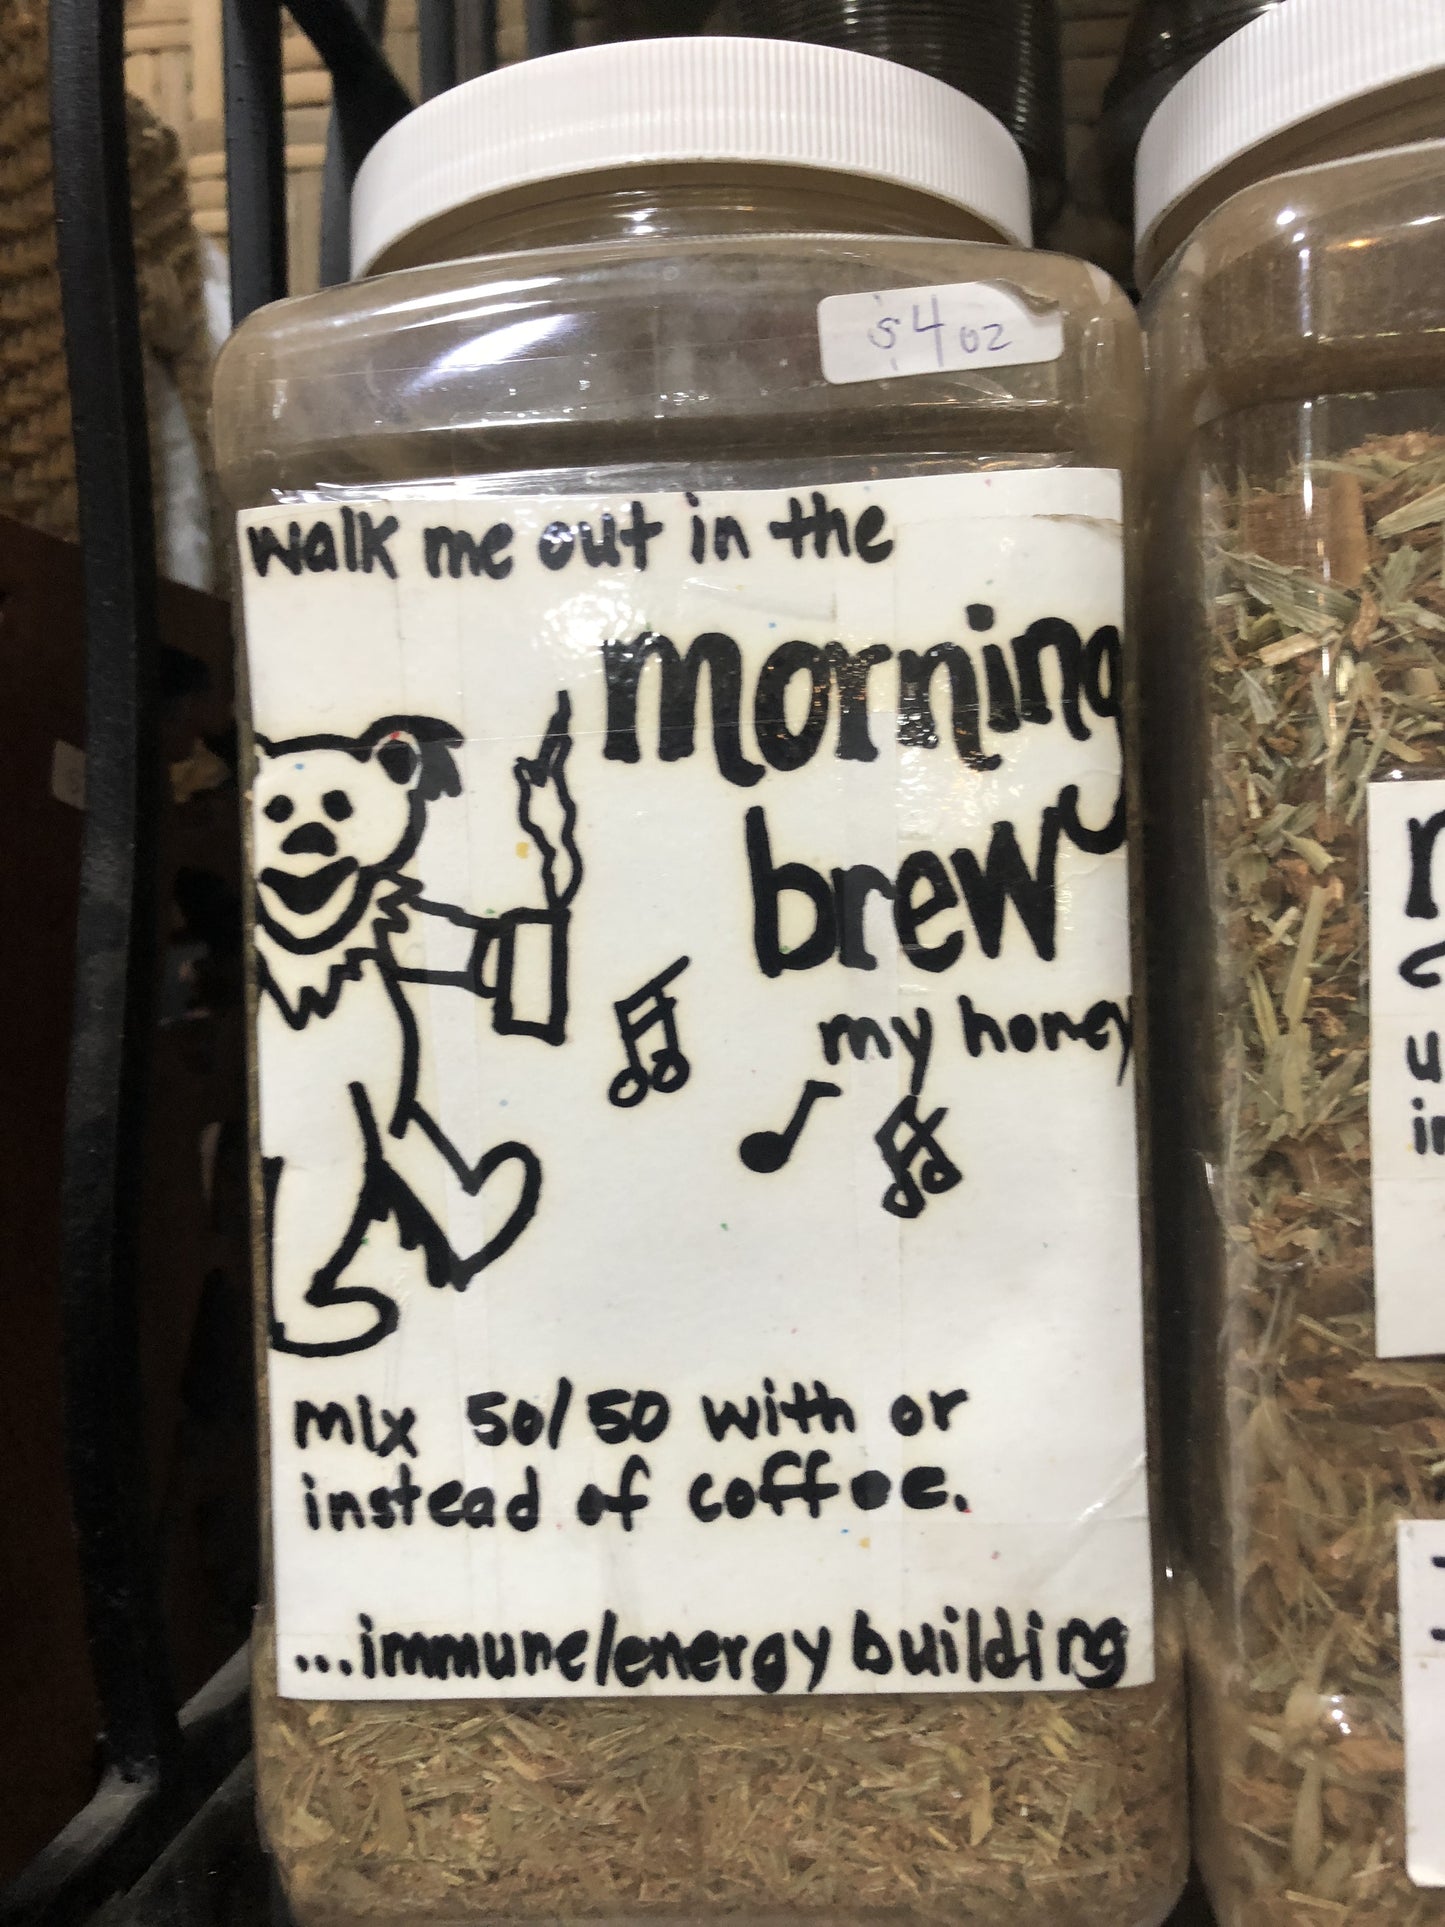 $4 oz
walk me out in the
morning
brew
my honey
mix 50/50 with or
instead of coffee.
...immune/energy building